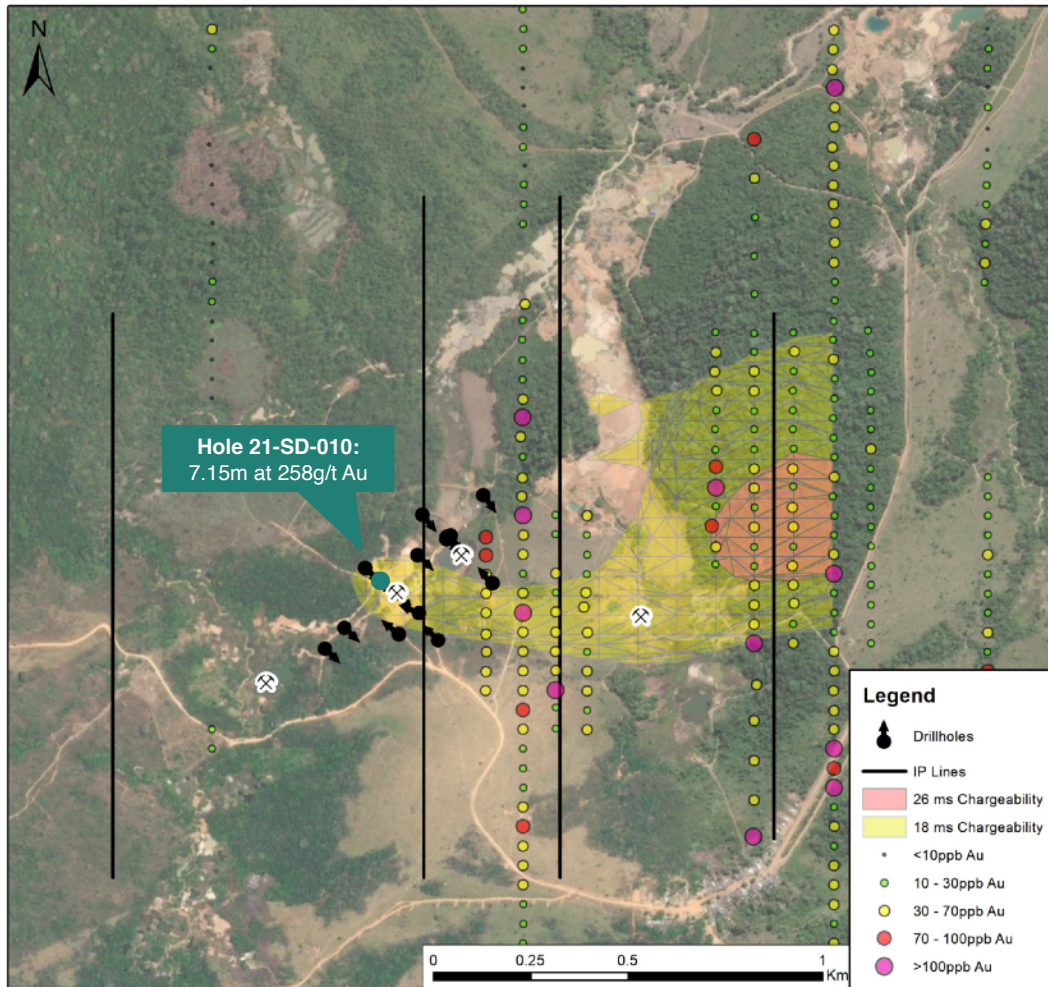 N
Hole 21-SD-010:
7.15m at 258g/t Au
Legend
Drillholes
IP Lines
26 ms Chargeability
18 ms Chargeability
<10ppb Au
10 - 30ppb Au
30 - 70ppb Au
70 - 100ppb Au
>100ppb Au
0 0.25 0.5 1
Km